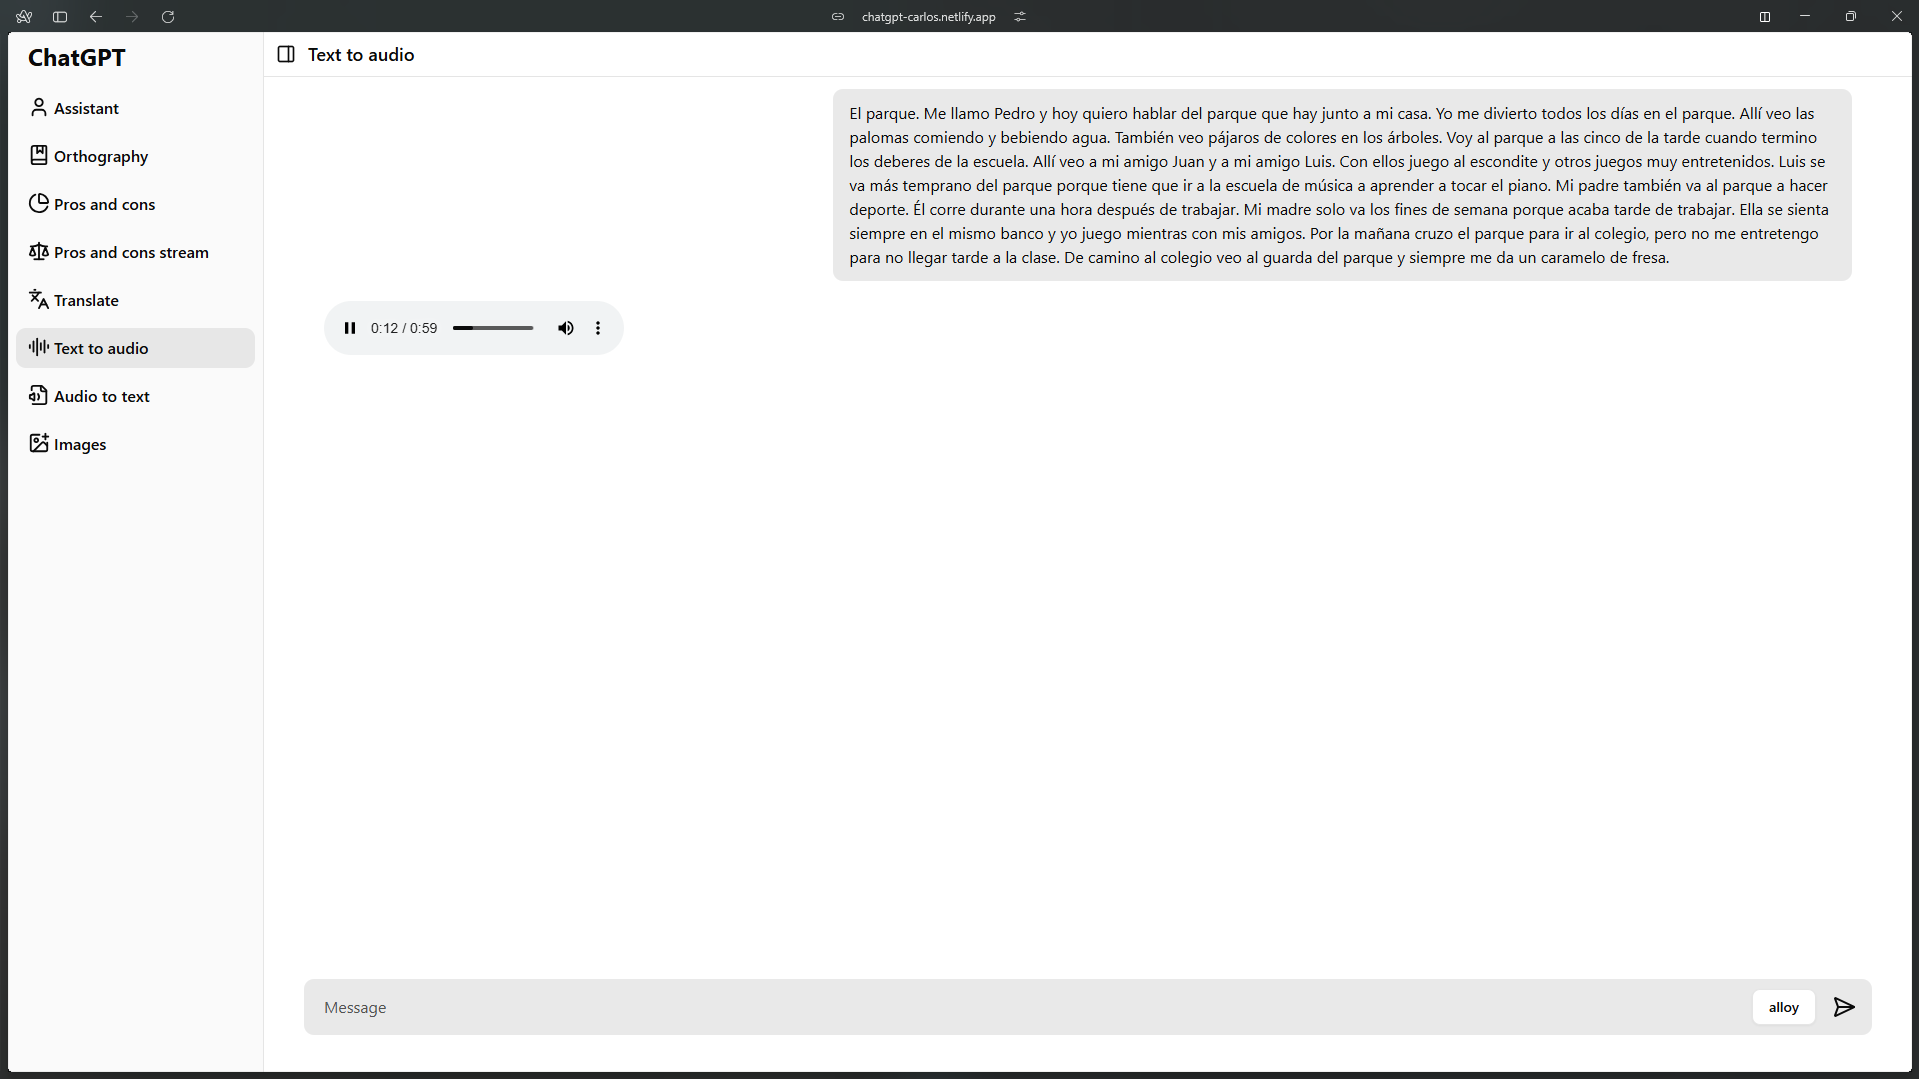 chatgpt-carlos.netlify.app
ChatGPT
Assistant
Orthography
Pros and cons
Pros and cons stream
Translate
Text to audio
Audio to text
Images
Text to audio
El parque. Me llamo Pedro y hoy quiero hablar del parque que hay junto a mi casa. Yo me divierto todos los días en el parque. Allí veo las
palomas comiendo y bebiendo agua. También veo pájaros de colores en los árboles. Voy al parque a las cinco de la tarde cuando termino
los deberes de la escuela. Allí veo a mi amigo Juan y a mi amigo Luis. Con ellos juego al escondite y otros juegos muy entretenidos. Luis se
va más temprano del parque porque tiene que ir a la escuela de música a aprender a tocar el piano. Mi padre también va al parque a hacer
deporte. Él corre durante una hora después de trabajar. Mi madre solo va los fines de semana porque acaba tarde de trabajar. Ella se sienta
siempre en el mismo banco y yo juego mientras con mis amigos. Por la mañana cruzo el parque para ir al colegio, pero no me entretengo
para no llegar tarde a la clase. De camino al colegio veo al guarda del parque y siempre me da un caramelo de fresa.
0:12 / 0:59
Message
alloy